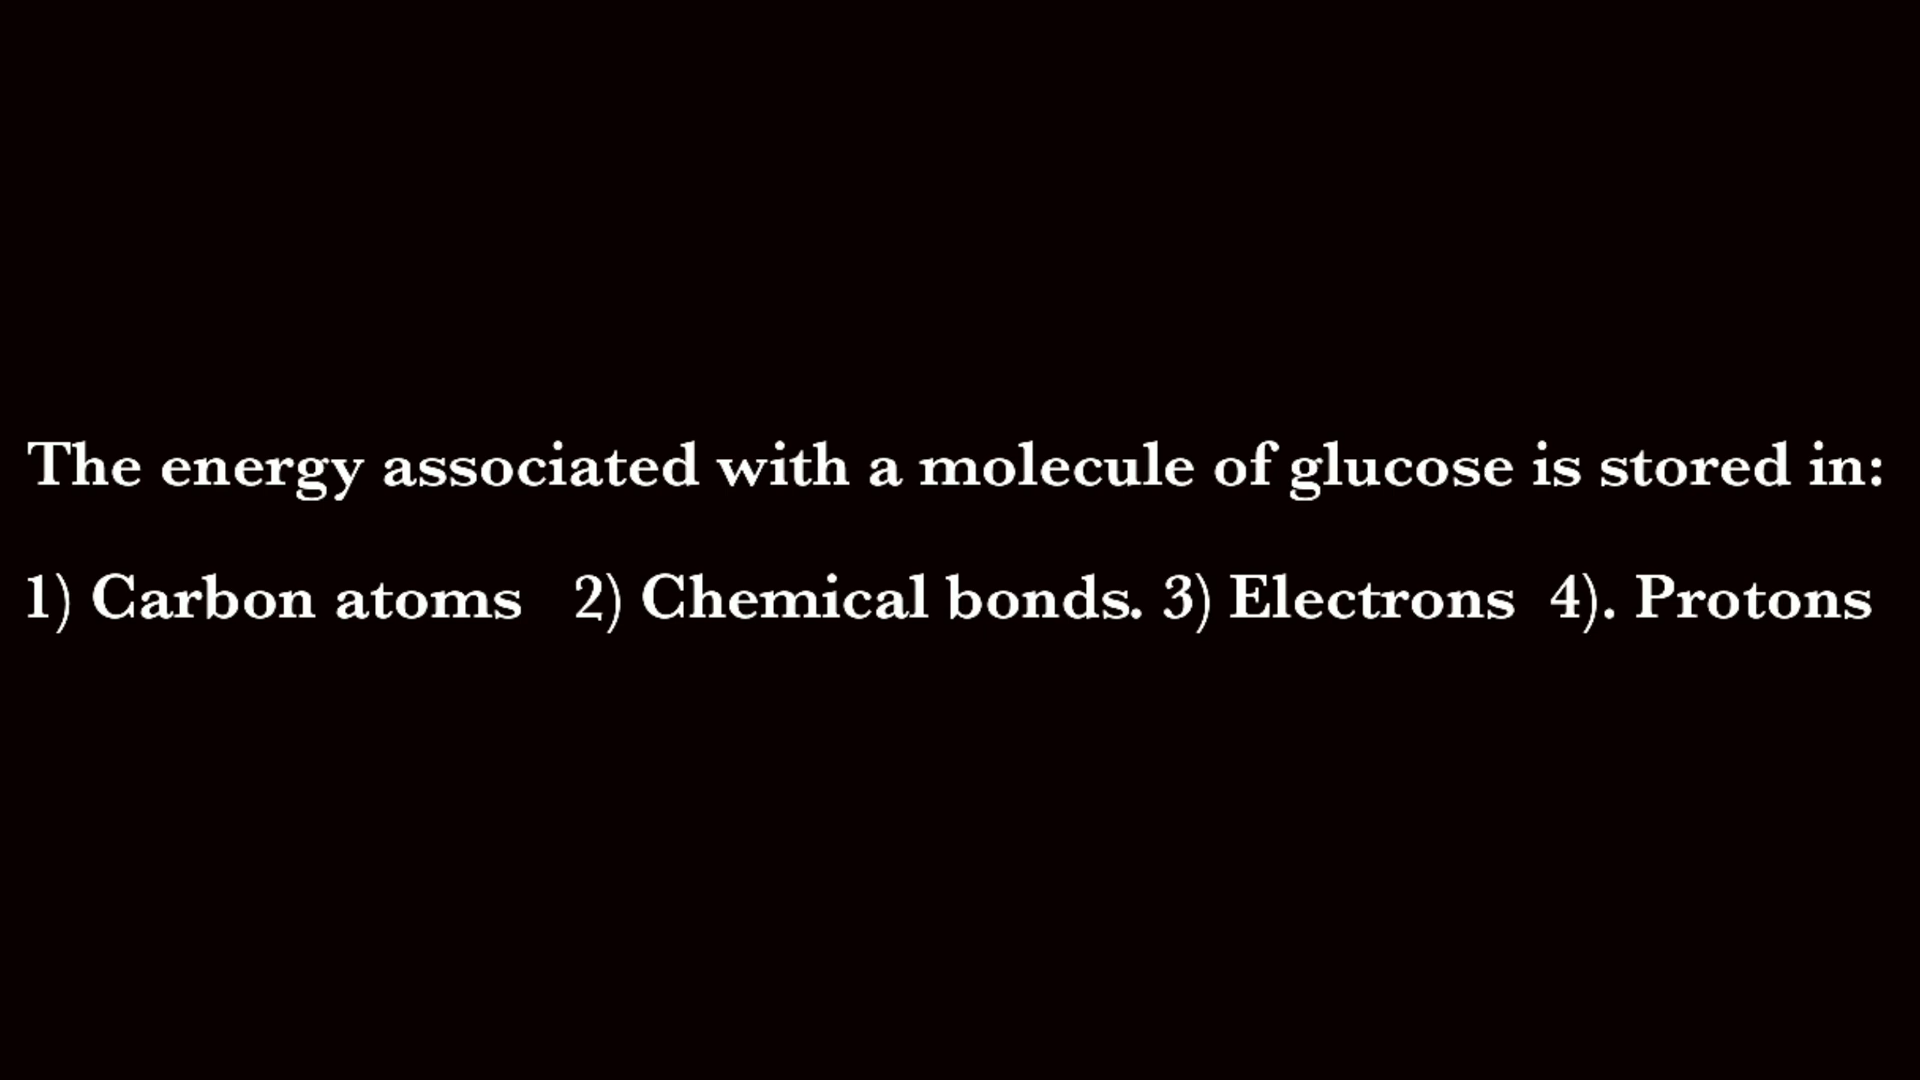 The energy associated with a molecule of glucose is stored in:
1) Carbon atoms 2) Chemical bonds. 3) Electrons 4). Protons